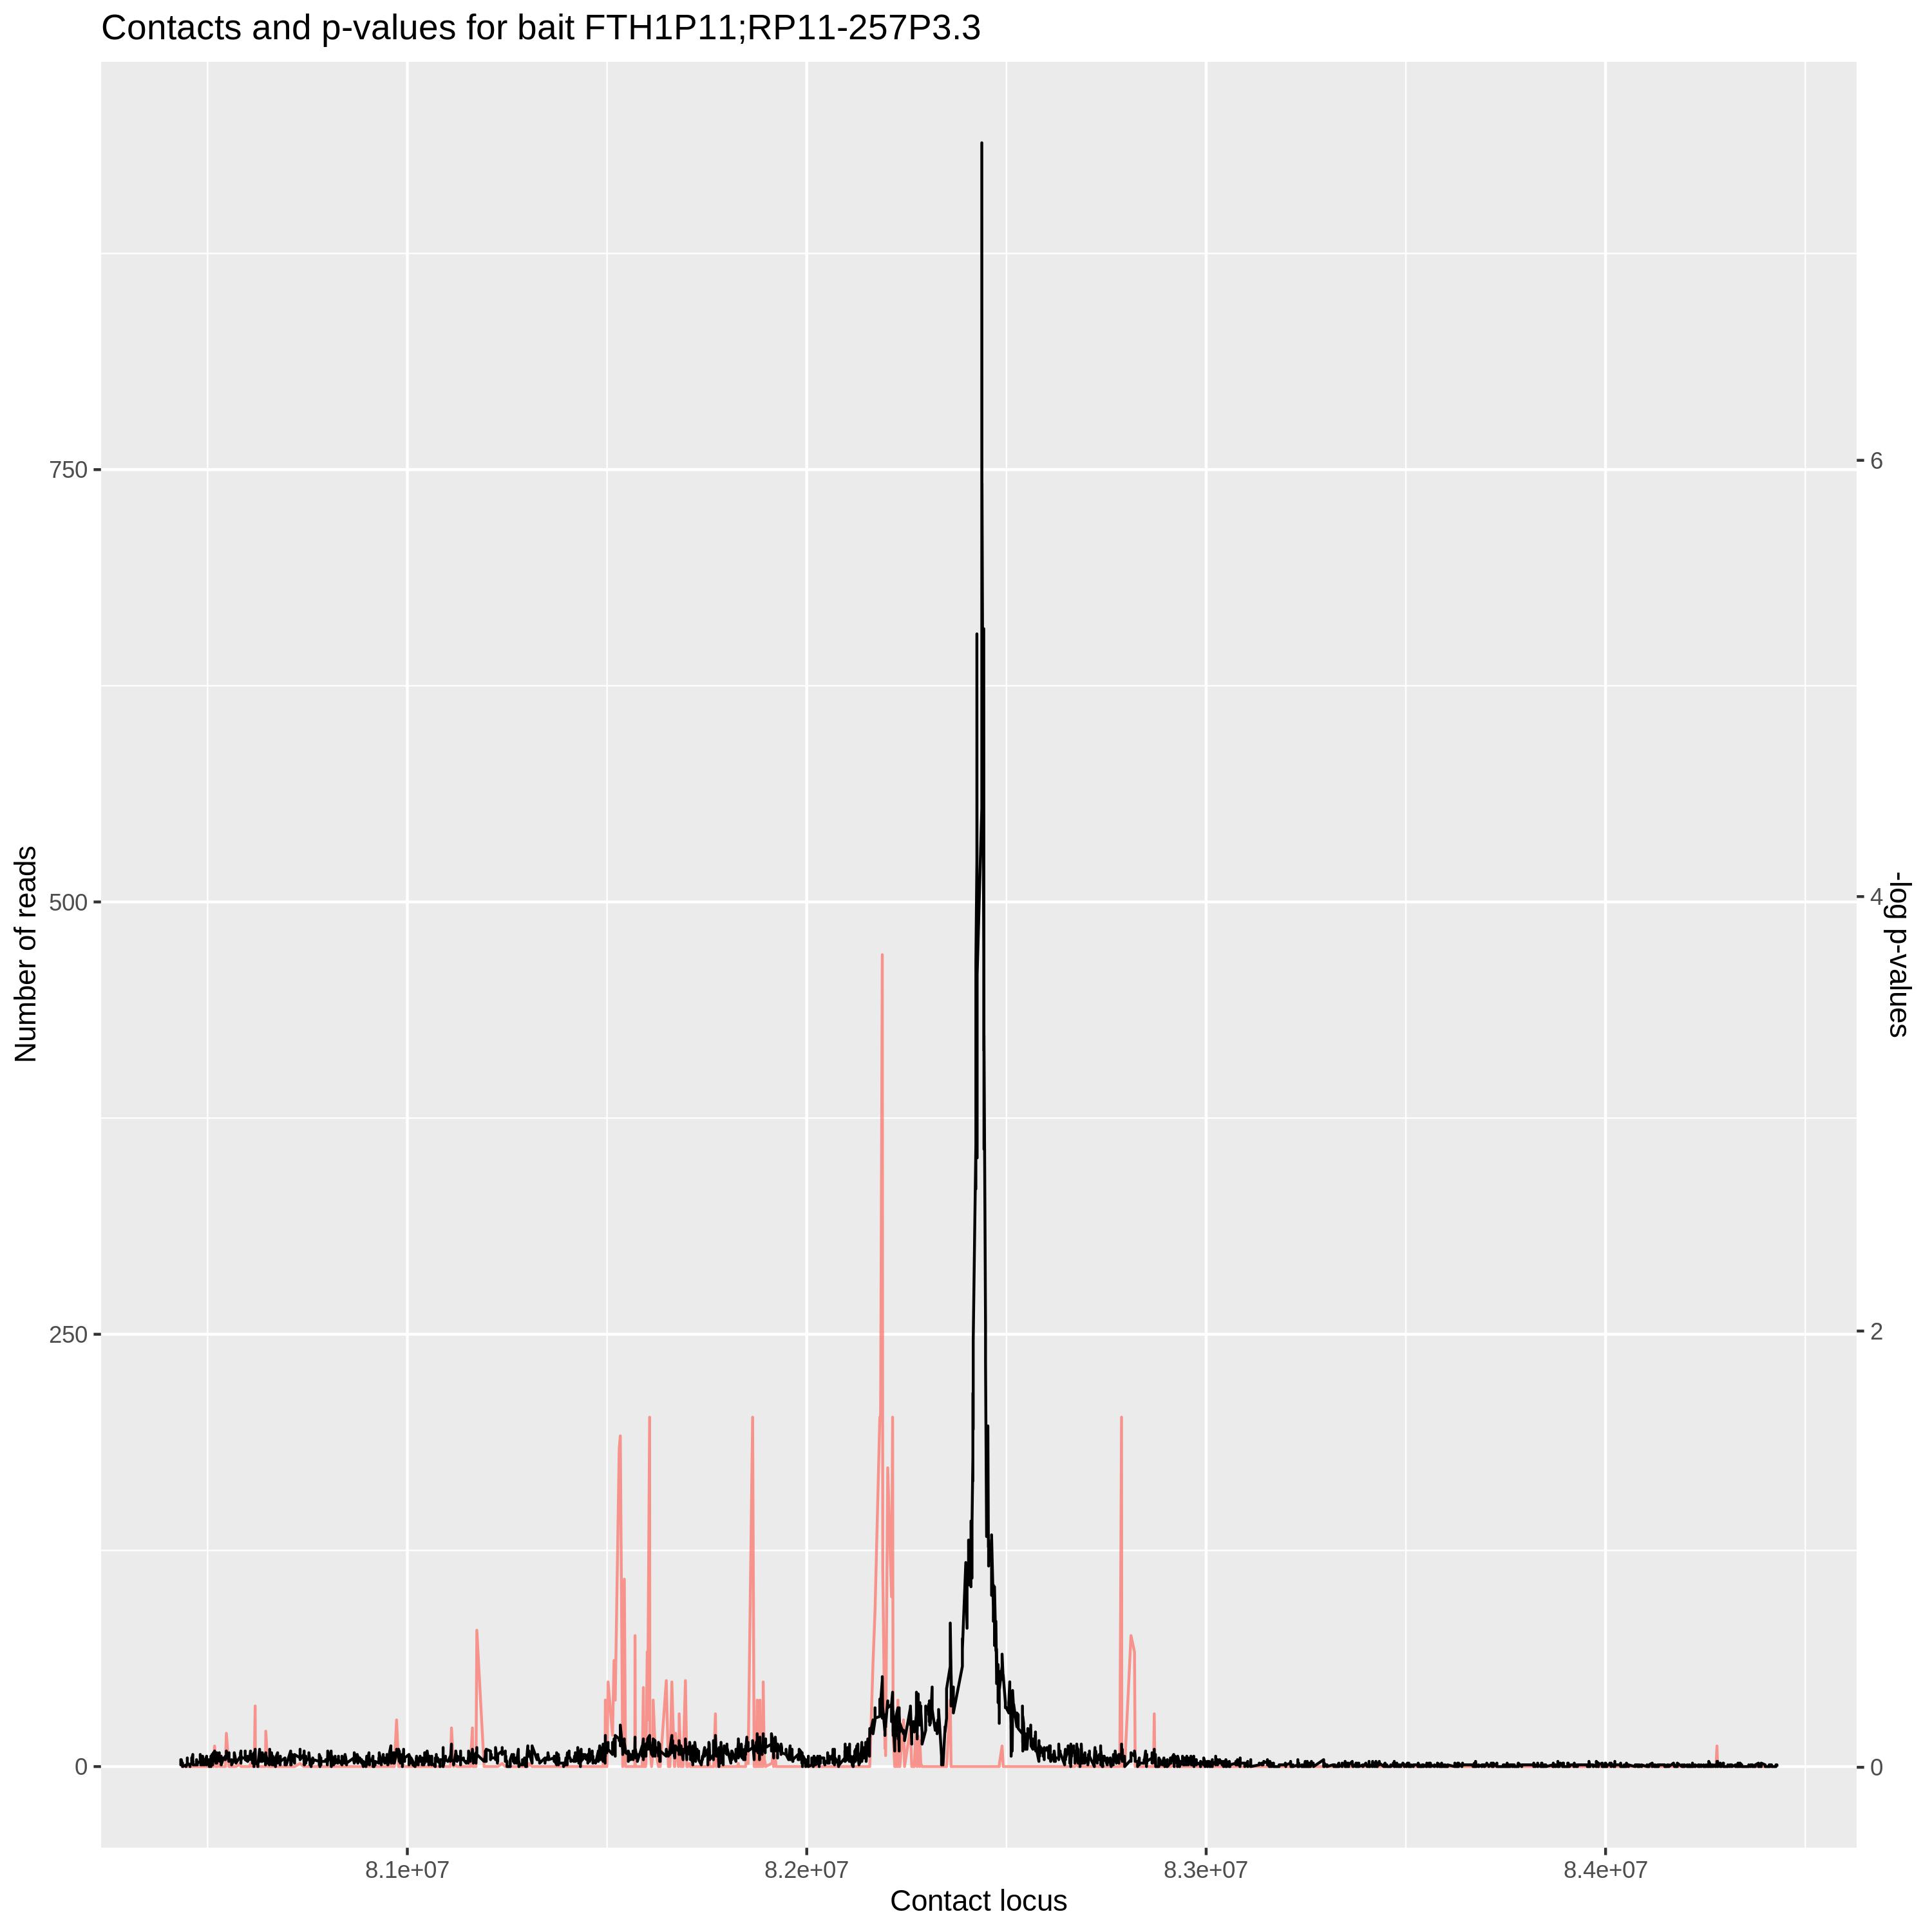 Contacts and p-values for bait FTH1P11;RP11-257P3.3
750
500
250
0
6
4
2
0
Number of reads
-log p-values
8.1e+07 8.2e+07 8.3e+07 8.4e+07
Contact locus